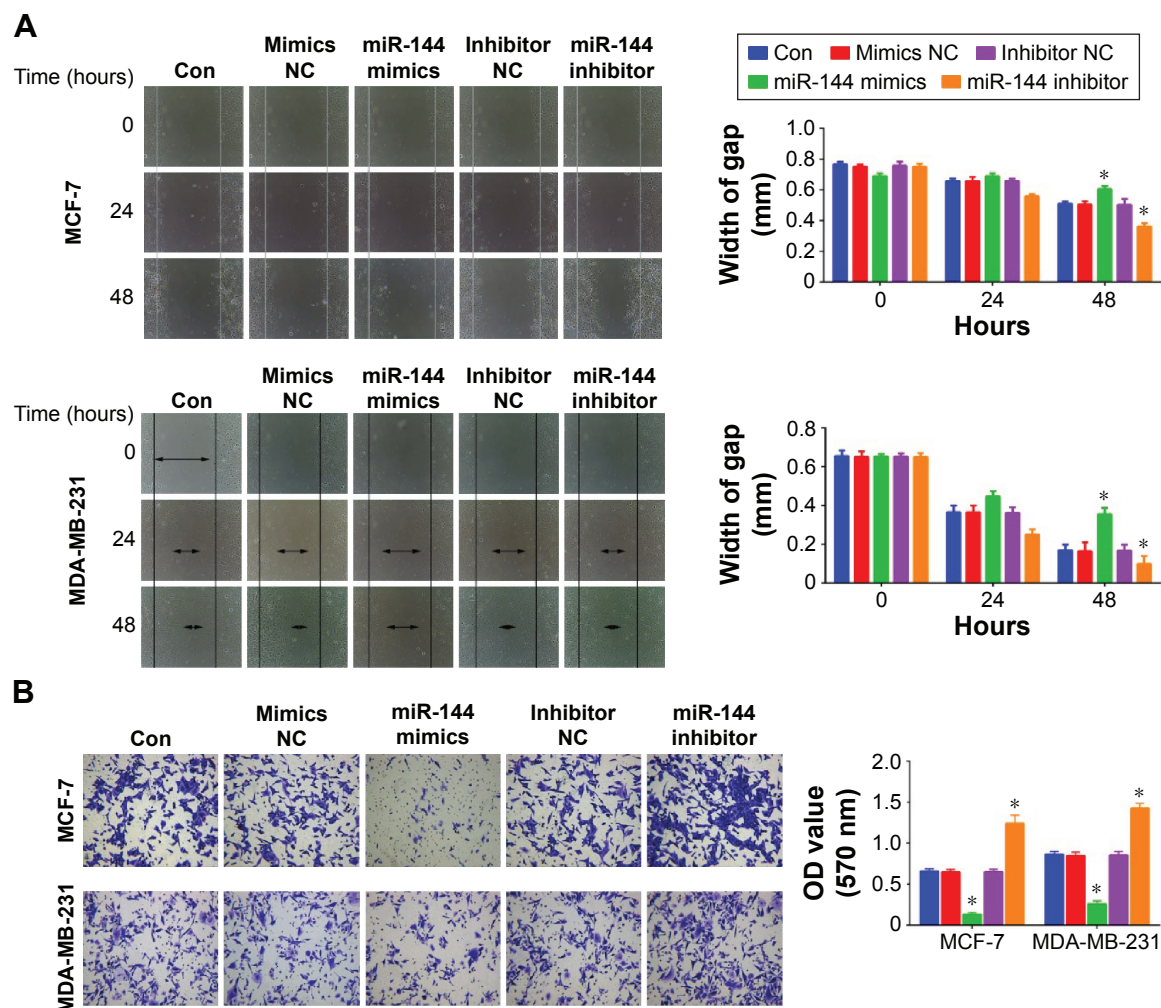 A
Time (hours)
Con
Mimics
NC
miR-144
mimics
Inhibitor
NC
miR-144
inhibitor
MCF-7
0
24
48
Con
Mimics NC
Inhibitor NC
miR-144 mimics
miR-144 inhibitor
Width of gap
(mm)
1.0
0.8
0.6
0.4
0.2
0
*
*
0
24
48
Hours
Time (hours)
Con
Mimics
NC
miR-144
mimics
Inhibitor
NC
miR-144
inhibitor
MDA-MB-231
0
24
48
Width of gap
(mm)
0.8
0.6
0.4
0.2
0
*
*
0
24
48
Hours
B
Con
Mimics
NC
miR-144
mimics
Inhibitor
NC
miR-144
inhibitor
MCF-7
MDA-MB-231
OD value
(570 nm)
2.0
1.5
1.0
0.5
0
*
*
*
*
MCF-7
MDA-MB-231